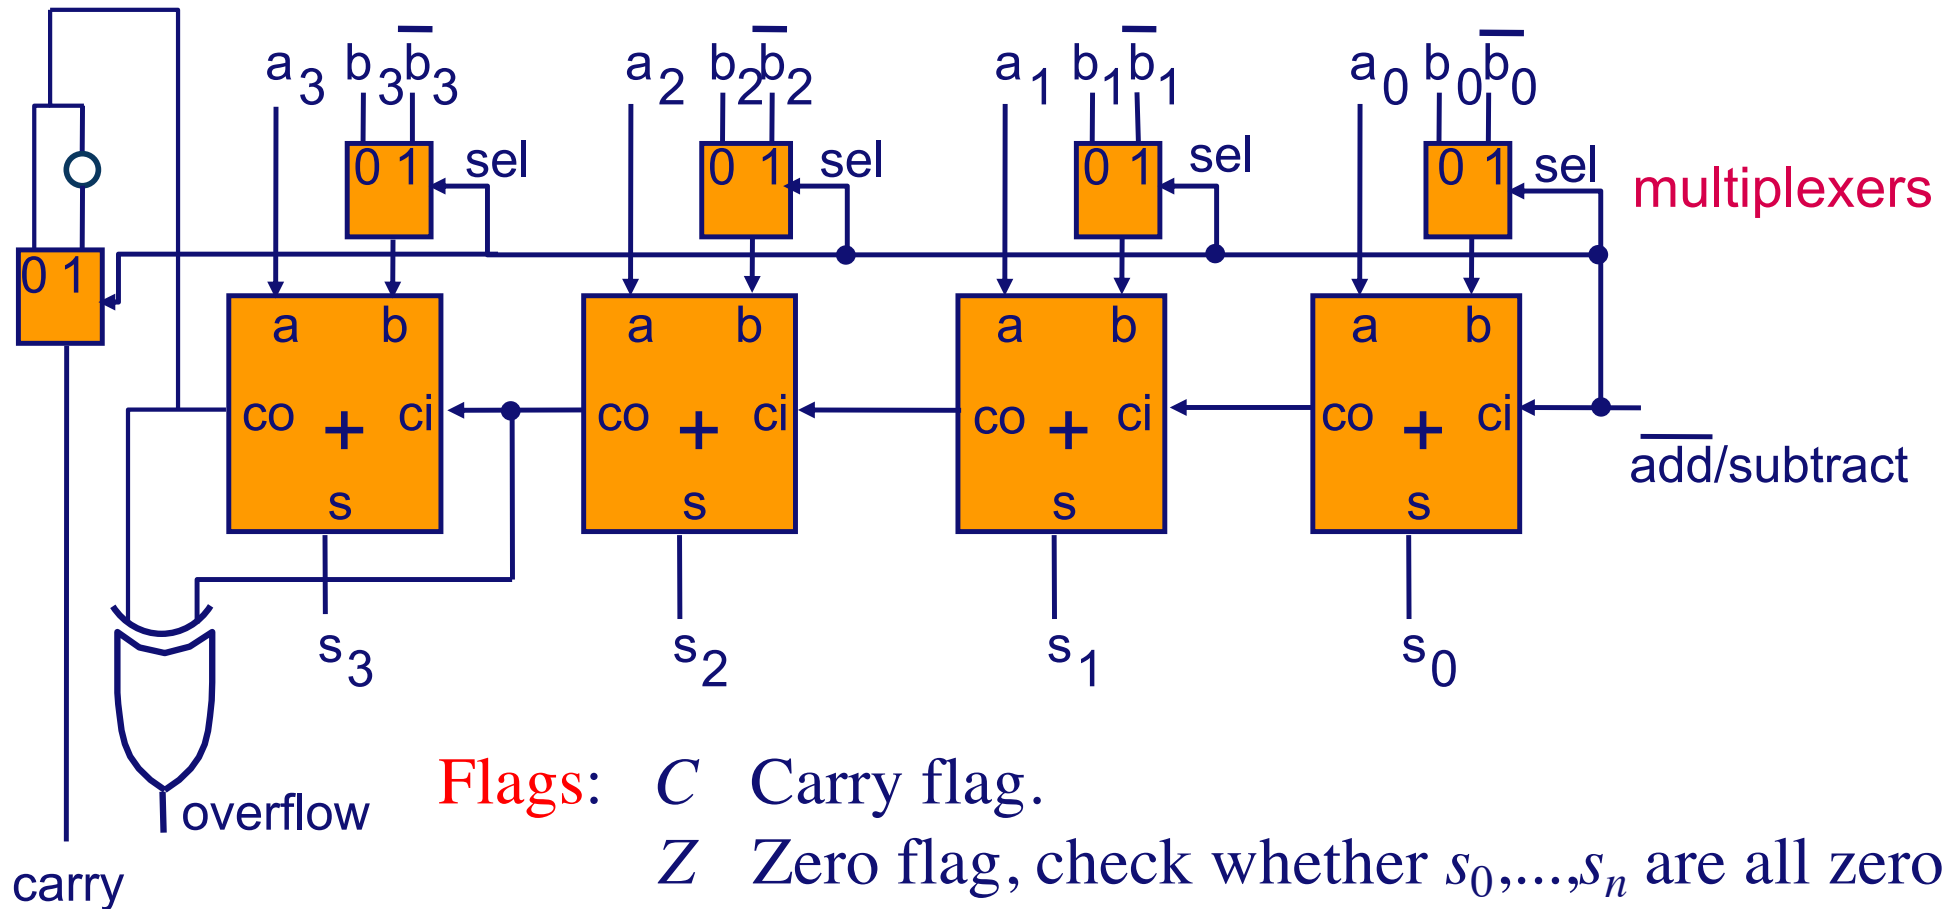 a₃ b₃ b̅₃ a₂ b₂ b̅₂ a₁ b₁ b̅₁ a₀ b₀ b̅₀
0 1 sel 0 1 sel 0 1 sel 0 1 sel multiplexers
0 1
a b a b a b a b
co + ci co + ci co + ci co + ci
a̅d̅d̅/subtract
s s s s
s₃ s₂ s₁ s₀
Flags: C Carry flag.
overflow
Z Zero flag, check whether s₀,...,sₙ are all zero
carry